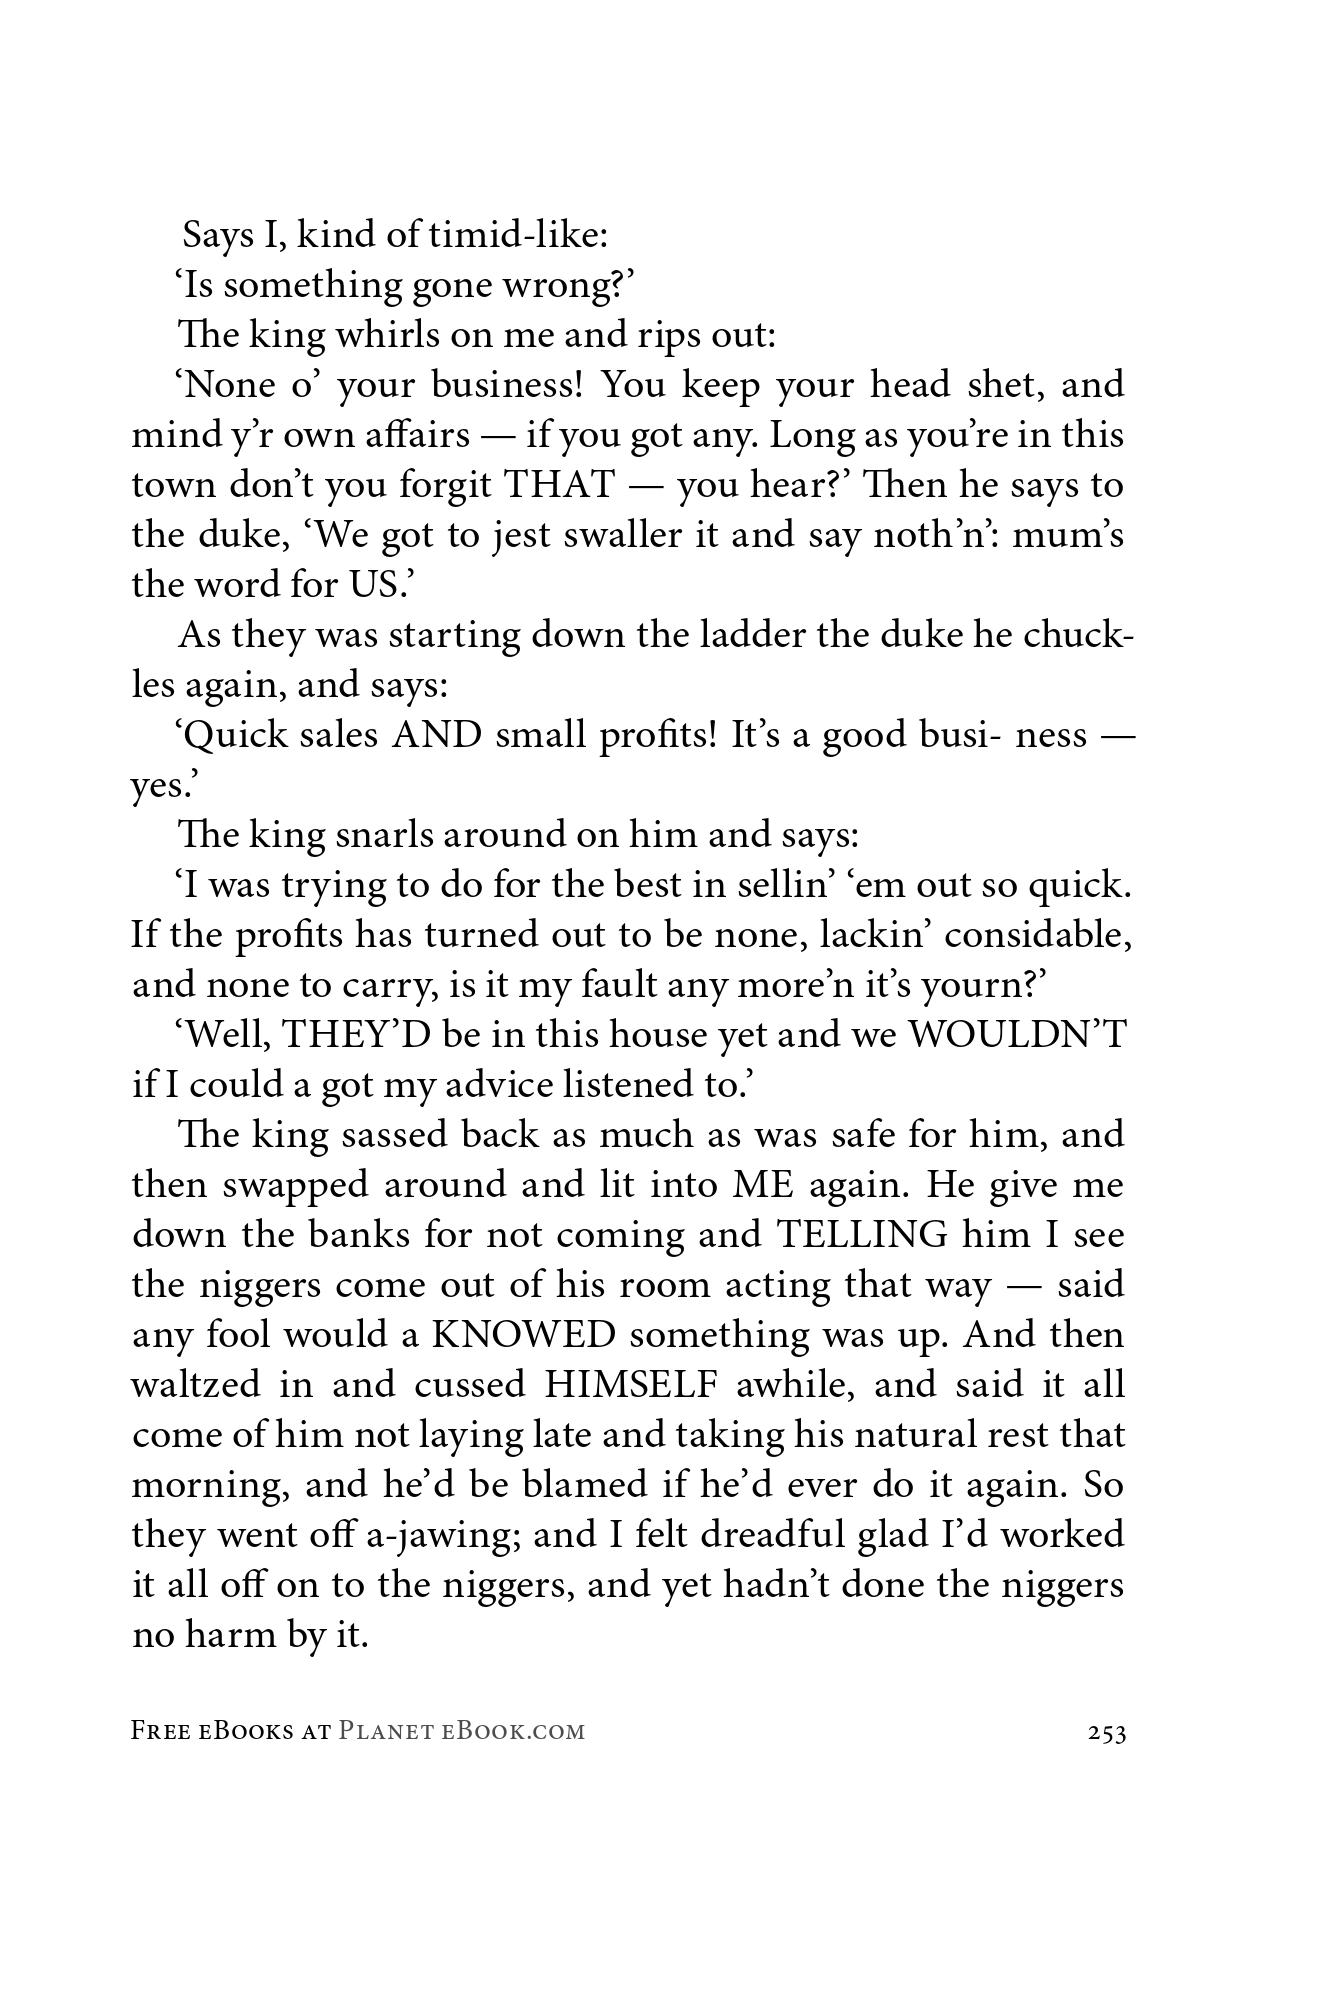 Says I, kind of timid-like:
‘Is something gone wrong?’
The king whirls on me and rips out:
‘None o’ your business! You keep your head shet, and
mind y’r own affairs — if you got any. Long as you’re in this
town don’t you forgit THAT — you hear?’ Then he says to
the duke, ‘We got to jest swaller it and say noth’n’: mum’s
the word for US.’
As they was starting down the ladder the duke he chuck-
les again, and says:
‘Quick sales AND small profits! It’s a good busi- ness —
yes.’
The king snarls around on him and says:
‘I was trying to do for the best in sellin’ ‘em out so quick.
If the profits has turned out to be none, lackin’ considable,
and none to carry, is it my fault any more’n it’s yourn?’
‘Well, THEY’D be in this house yet and we WOULDN’T
if I could a got my advice listened to.’
The king sassed back as much as was safe for him, and
then swapped around and lit into ME again. He give me
down the banks for not coming and TELLING him I see
the niggers come out of his room acting that way — said
any fool would a KNOWED something was up. And then
waltzed in and cussed HIMSELF awhile, and said it all
come of him not laying late and taking his natural rest that
morning, and he’d be blamed if he’d ever do it again. So
they went off a-jawing; and I felt dreadful glad I’d worked
it all off on to the niggers, and yet hadn’t done the niggers
no harm by it.
Free eBooks at Planet eBook.com 253